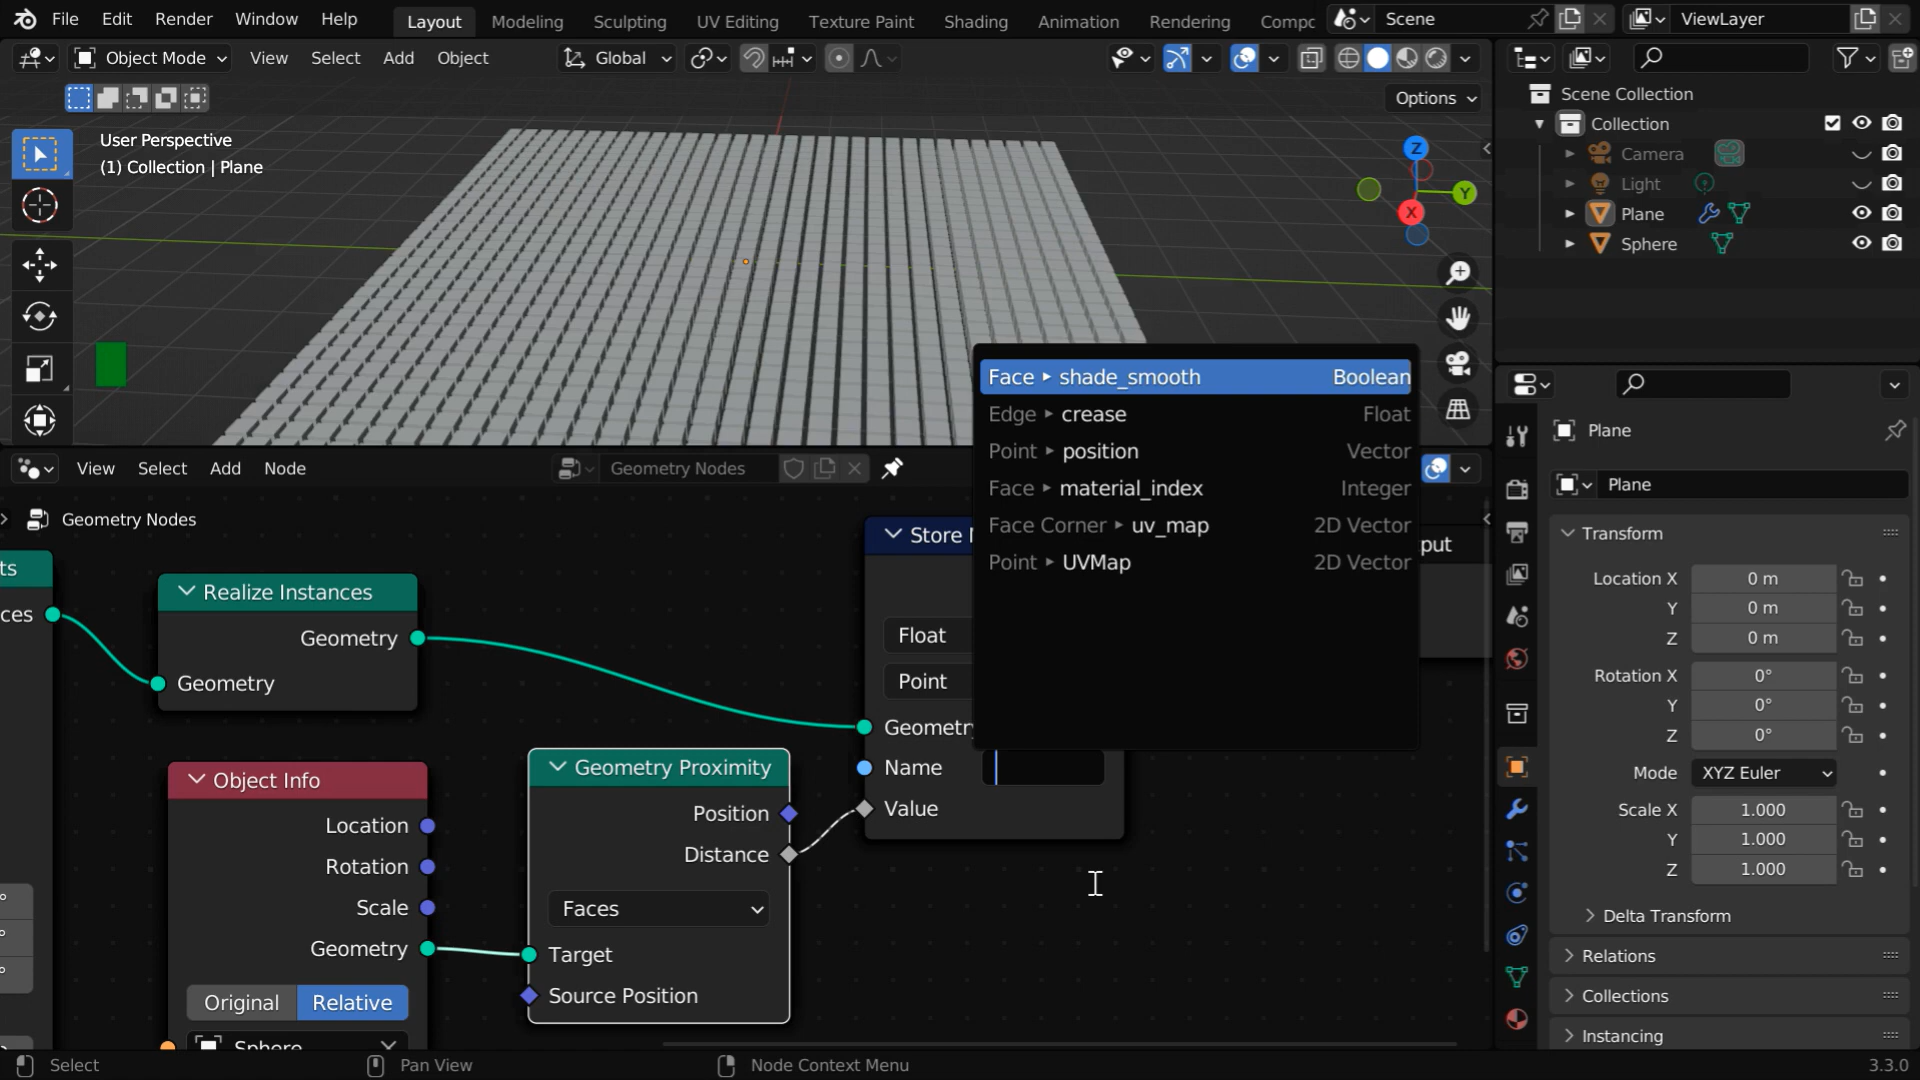 File Edit Render Window Help Layout Modeling Sculpting UV Editing Texture Paint Shading Animation Rendering Compc Scene ViewLayer
Object Mode View Select Add Object Global
Options
User Perspective
(1) Collection | Plane
Z
Y
X
Scene Collection
Collection
Camera
Light
Plane
Sphere
Face ▸ shade_smooth Boolean
Edge ▸ crease Float
Point ▸ position Vector
Face ▸ material_index Integer
Face Corner ▸ uv_map 2D Vector
Point ▸ UVMap 2D Vector
View Select Add Node Geometry Nodes
Geometry Nodes
ts
ces
Realize Instances
Geometry
Geometry
Object Info
Location
Rotation
Scale
Geometry
Original Relative
Sphere
Geometry Proximity
Position
Distance
Faces
Target
Source Position
Store N
Float
Point
Geometry
Name
Value
put
Plane
Plane
Transform
Location X 0 m
Y 0 m
Z 0 m
Rotation X 0°
Y 0°
Z 0°
Mode XYZ Euler
Scale X 1.000
Y 1.000
Z 1.000
Delta Transform
Relations
Collections
Instancing
Select Pan View Node Context Menu 3.3.0